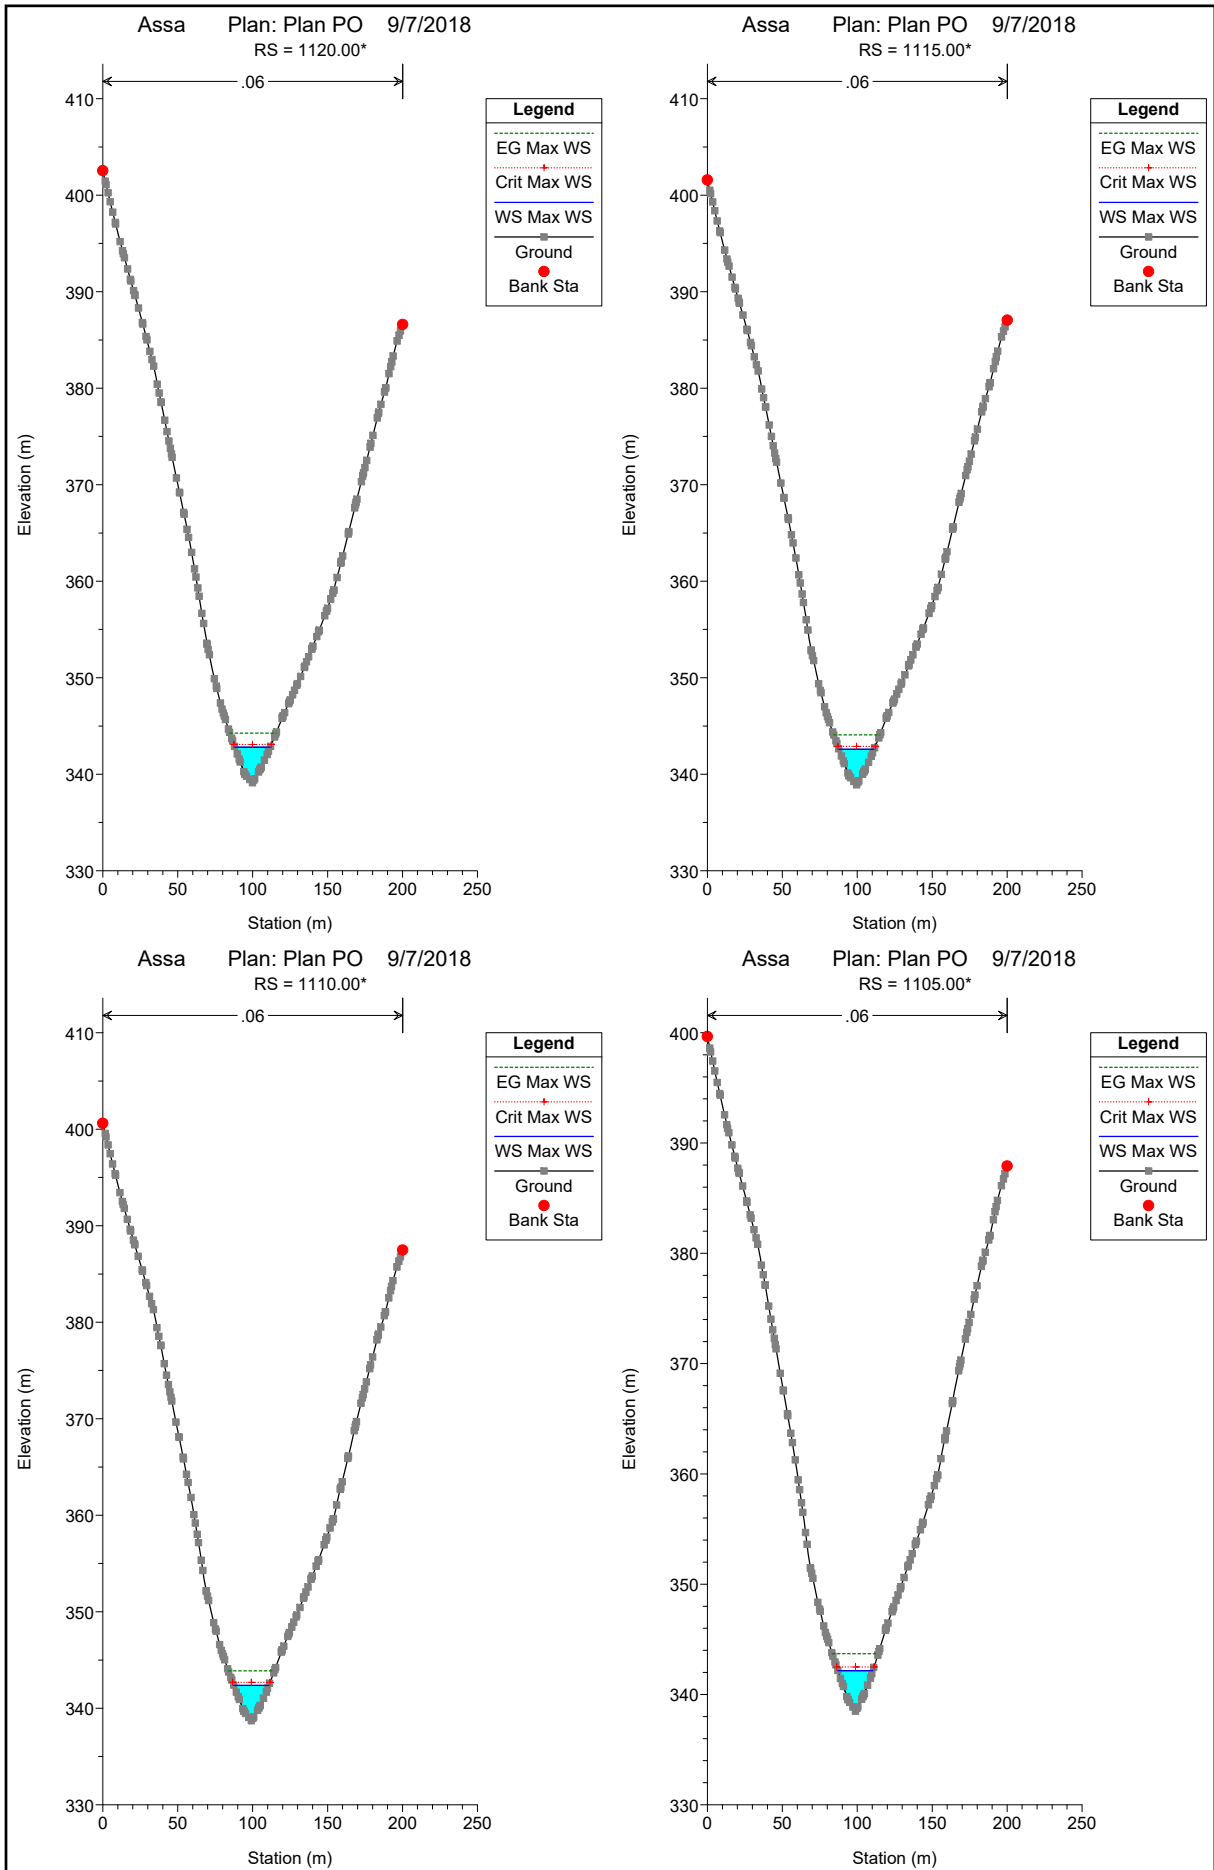 Assa Plan: Plan PO 9/7/2018
RS = 1120.00*
.06
Legend
EG Max WS
Crit Max WS
WS Max WS
Ground
Bank Sta
410
400
390
380
370
360
350
340
330
Elevation (m)
0 50 100 150 200 250
Station (m)
Assa Plan: Plan PO 9/7/2018
RS = 1115.00*
.06
Legend
EG Max WS
Crit Max WS
WS Max WS
Ground
Bank Sta
410
400
390
380
370
360
350
340
330
Elevation (m)
0 50 100 150 200 250
Station (m)
Assa Plan: Plan PO 9/7/2018
RS = 1110.00*
.06
Legend
EG Max WS
Crit Max WS
WS Max WS
Ground
Bank Sta
410
400
390
380
370
360
350
340
330
Elevation (m)
0 50 100 150 200 250
Station (m)
Assa Plan: Plan PO 9/7/2018
RS = 1105.00*
.06
Legend
EG Max WS
Crit Max WS
WS Max WS
Ground
Bank Sta
400
390
380
370
360
350
340
330
Elevation (m)
0 50 100 150 200 250
Station (m)